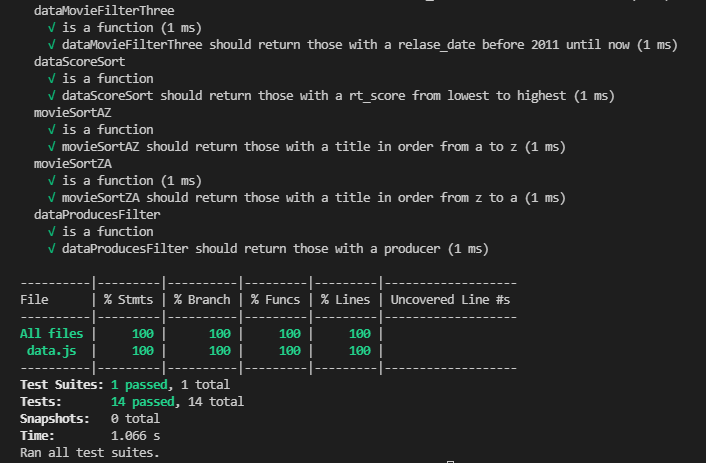 dataMovieFilterThree
√ is a function (1 ms)
√ dataMovieFilterThree should return those with a relase_date before 2011 until now (1 ms)
dataScoreSort
√ is a function
√ dataScoreSort should return those with a rt_score from lowest to highest (1 ms)
movieSortAZ
√ is a function
√ movieSortAZ should return those with a title in order from a to z (1 ms)
movieSortZA
√ is a function (1 ms)
√ movieSortZA should return those with a title in order from z to a (1 ms)
dataProducesFilter
√ is a function
√ dataProducesFilter should return those with a producer (1 ms)
----------|---------|----------|---------|---------|-------------------
File | % Stmts | % Branch | % Funcs | % Lines | Uncovered Line #s
----------|---------|----------|---------|---------|-------------------
All files | 100 | 100 | 100 | 100 |
data.js | 100 | 100 | 100 | 100 |
----------|---------|----------|---------|---------|-------------------
Test Suites: 1 passed, 1 total
Tests: 14 passed, 14 total
Snapshots: 0 total
Time: 1.066 s
Ran all test suites.